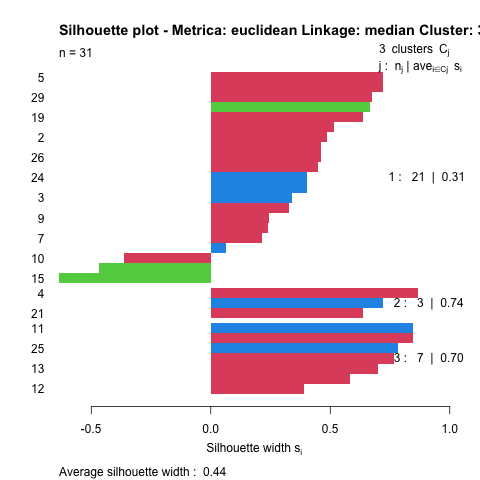 Silhouette plot - Metrica: euclidean Linkage: median Cluster: 3
n = 31
3 clusters Cj
j : nj | avei∈Cj si
5
29
19
2
26
24
1 : 21 | 0.31
3
9
7
10
15
4
2 : 3 | 0.74
21
11
25
3 : 7 | 0.70
13
12
-0.5 0.0 0.5 1.0
Silhouette width si
Average silhouette width : 0.44